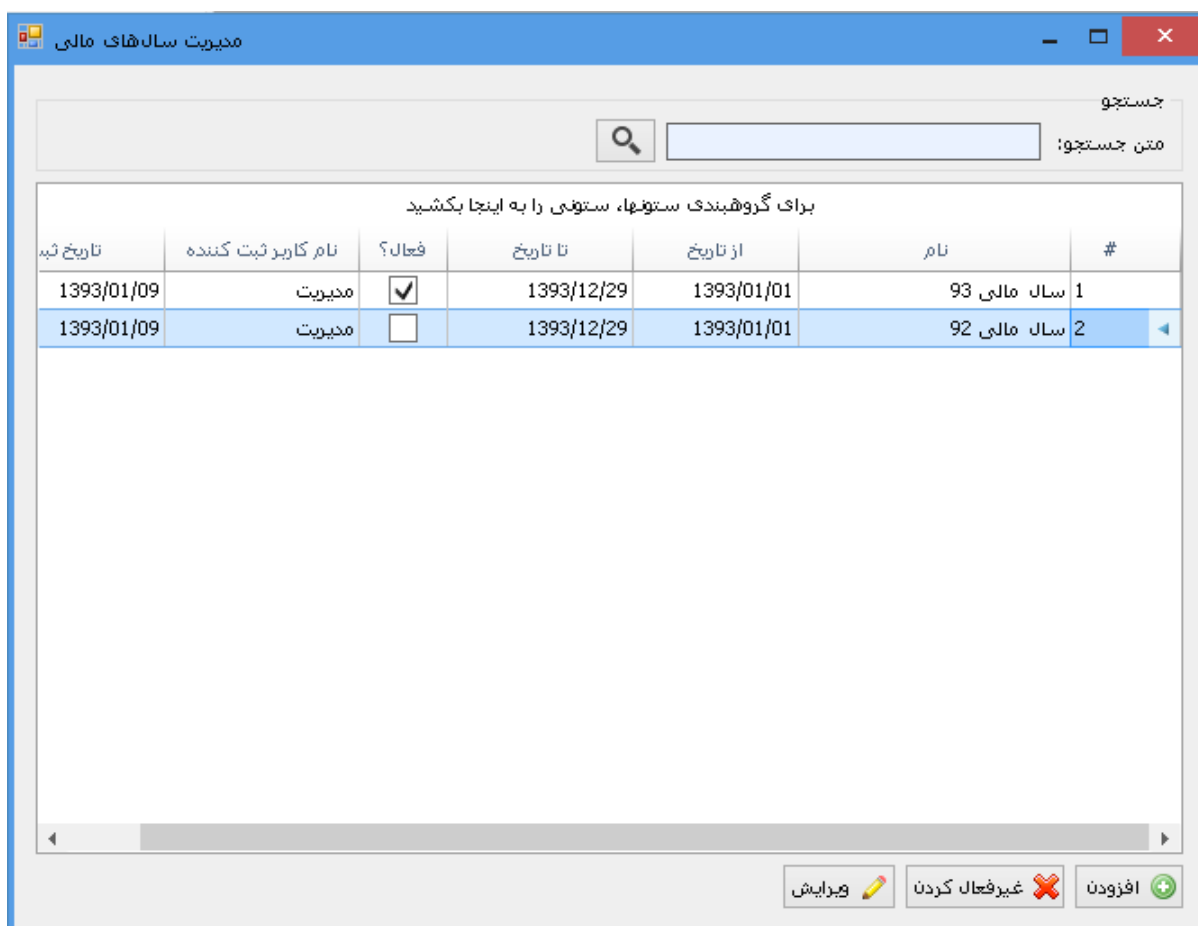 مدیریت سال‌های مالی
جستجو
متن جستجو:
برای گروهبندی ستونها، ستونی را به اینجا بکشید
# نام از تاریخ تا تاریخ فعال؟ نام کاربر ثبت کننده تاریخ
1 سال مالی 93 1393/01/01 1393/12/29 مدیریت 1393/01/09
2 سال مالی 92 1393/01/01 1393/12/29 مدیریت 1393/01/09
افزودن غیرفعال کردن ویرایش